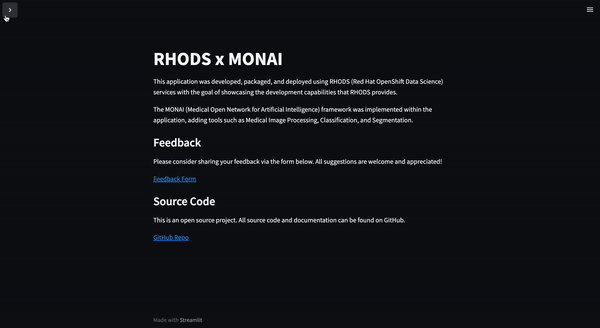 RHODS x MONAI
This application was developed, packaged, and deployed using RHODS (Red Hat OpenShift Data Science)
services with the goal of showcasing the development capabilities that RHODS provides.
The MONAI (Medical Open Network for Artificial Intelligence) framework was implemented within the
application, adding tools such as Medical Image Processing, Classification, and Segmentation.
Feedback
Please consider sharing your feedback via the form below. All suggestions are welcome and appreciated!
Feedback Form
Source Code
This is an open source project. All source code and documentation can be found on GitHub.
GitHub Repo
Made with Streamlit